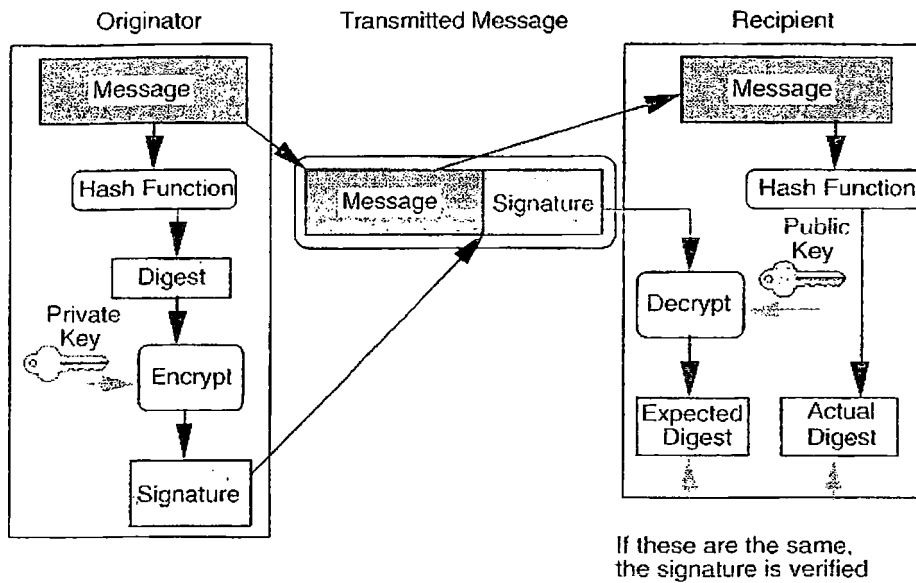 Originator
Transmitted Message
Recipient
Message
Hash Function
Digest
Private
Key
Encrypt
Signature
Message
Signature
Message
Hash Function
Public
Key
Decrypt
Expected
Digest
Actual
Digest
If these are the same,
the signature is verified